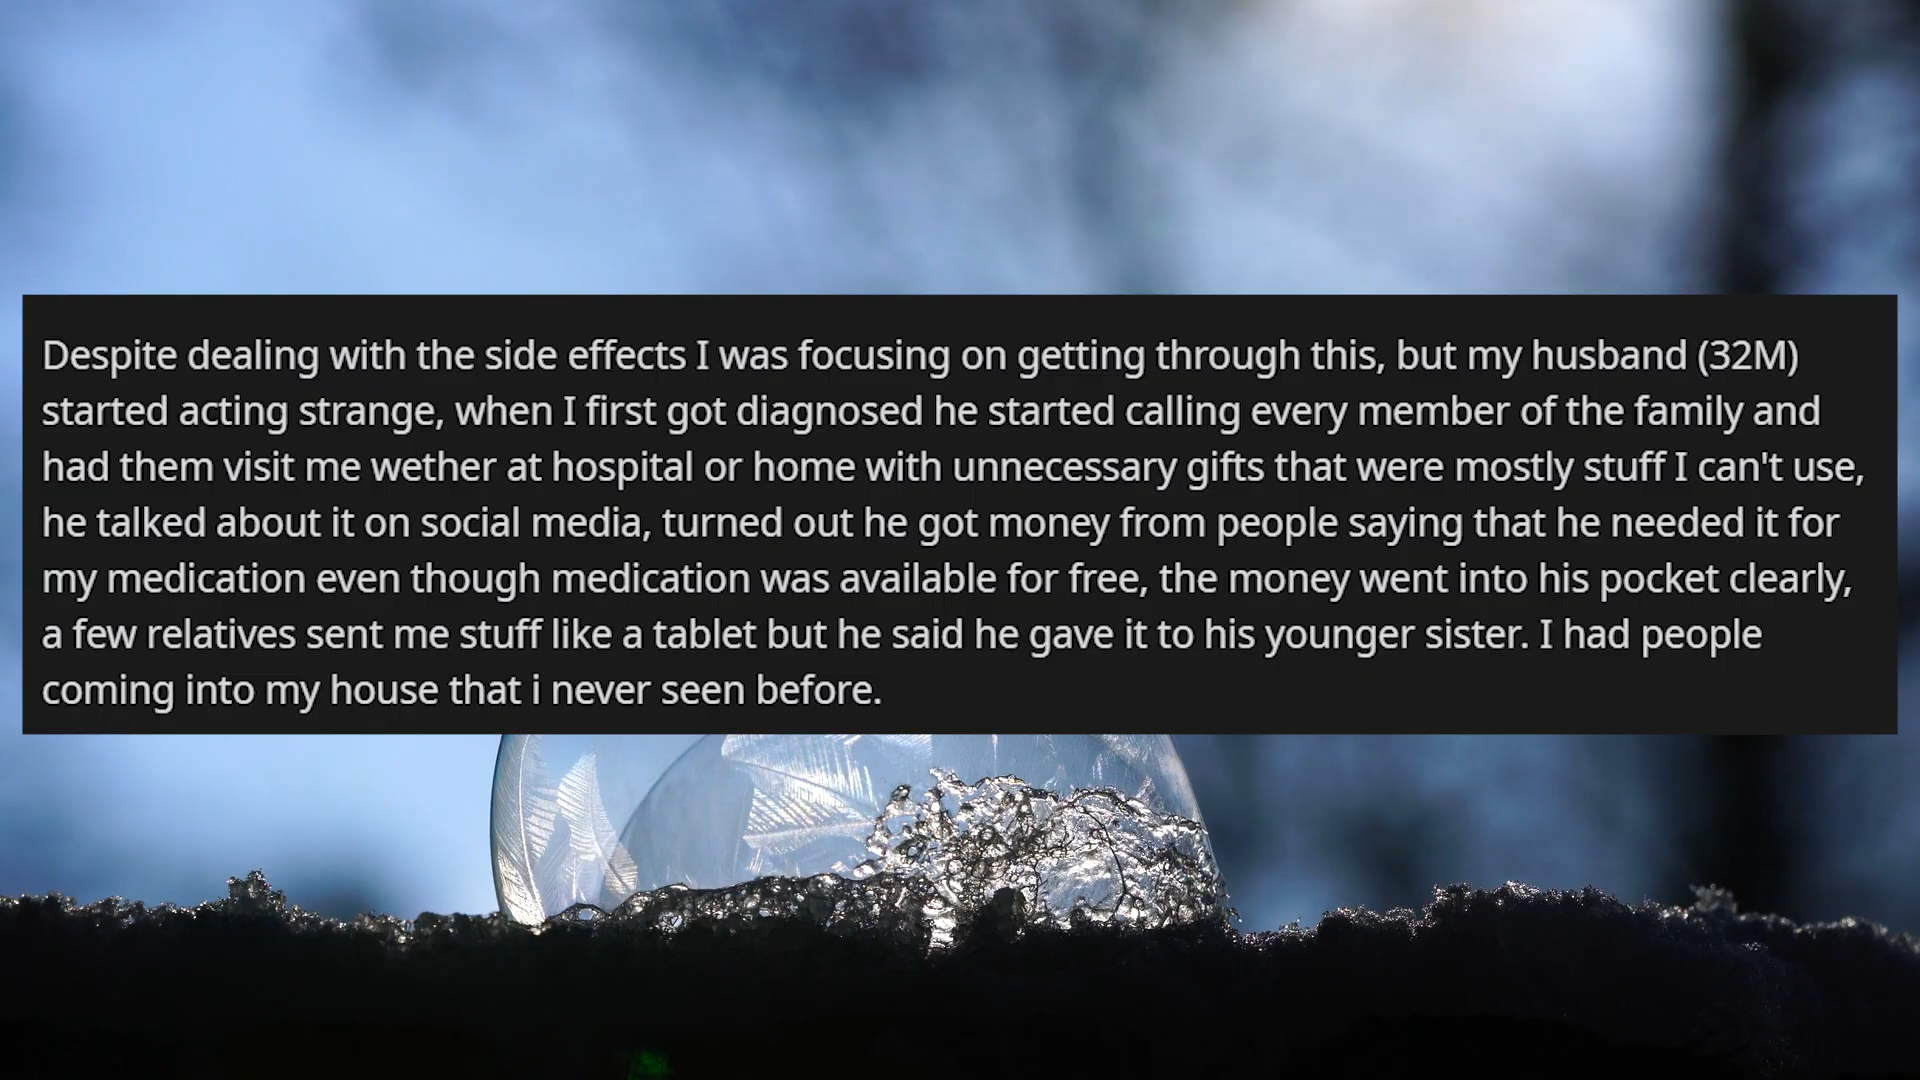 Despite dealing with the side effects I was focusing on getting through this, but my husband (32M)
started acting strange, when I first got diagnosed he started calling every member of the family and
had them visit me wether at hospital or home with unnecessary gifts that were mostly stuff I can't use,
he talked about it on social media, turned out he got money from people saying that he needed it for
my medication even though medication was available for free, the money went into his pocket clearly,
a few relatives sent me stuff like a tablet but he said he gave it to his younger sister. I had people
coming into my house that i never seen before.